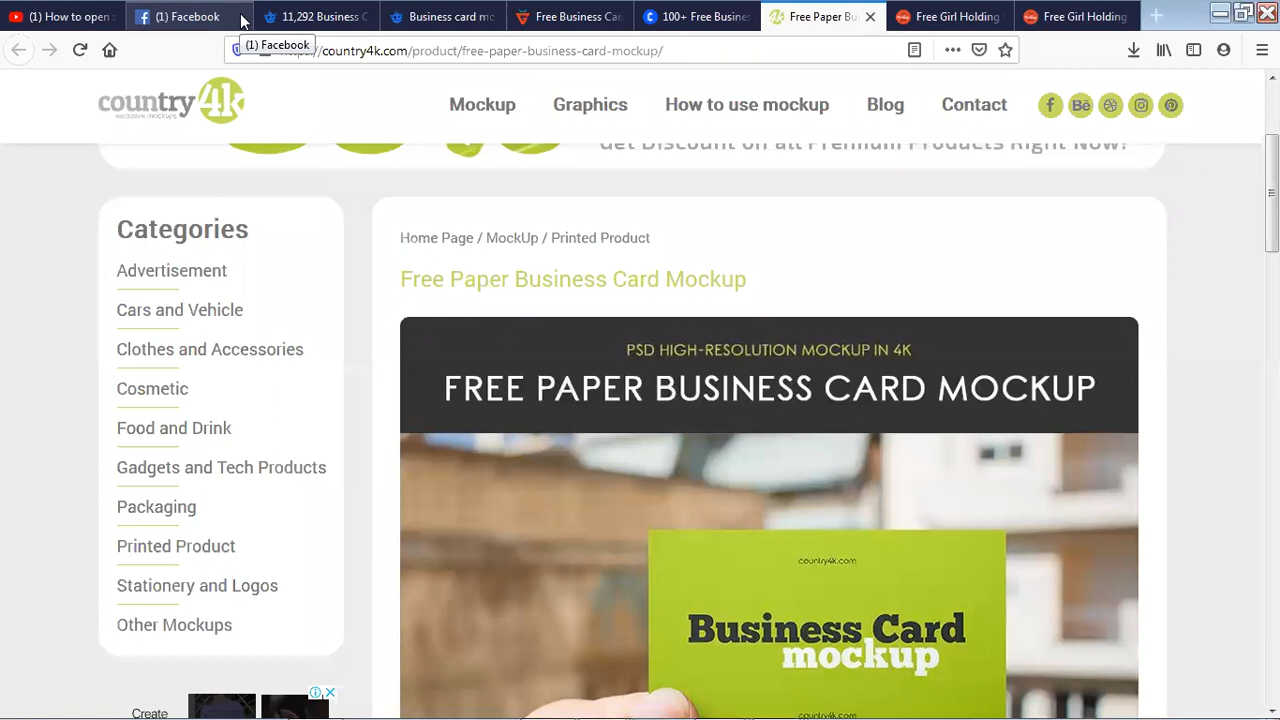 (1) How to open
(1) Facebook
11,292 Business C
Business card mo
Free Business Car
100+ Free Busine
Free Paper Bu
Free Girl Holding
Free Girl Holding
(1) Facebook
country4k.com/product/free-paper-business-card-mockup/
country4k
exclusive mockups
Mockup
Graphics
How to use mockup
Blog
Contact
Get Discount on all Premium Products Right Now!
Categories
Advertisement
Cars and Vehicle
Clothes and Accessories
Cosmetic
Food and Drink
Gadgets and Tech Products
Packaging
Printed Product
Stationery and Logos
Other Mockups
Create
Home Page / MockUp / Printed Product
Free Paper Business Card Mockup
PSD HIGH-RESOLUTION MOCKUP IN 4K
FREE PAPER BUSINESS CARD MOCKUP
country4k.com
Business Card
mockup
country4k.com